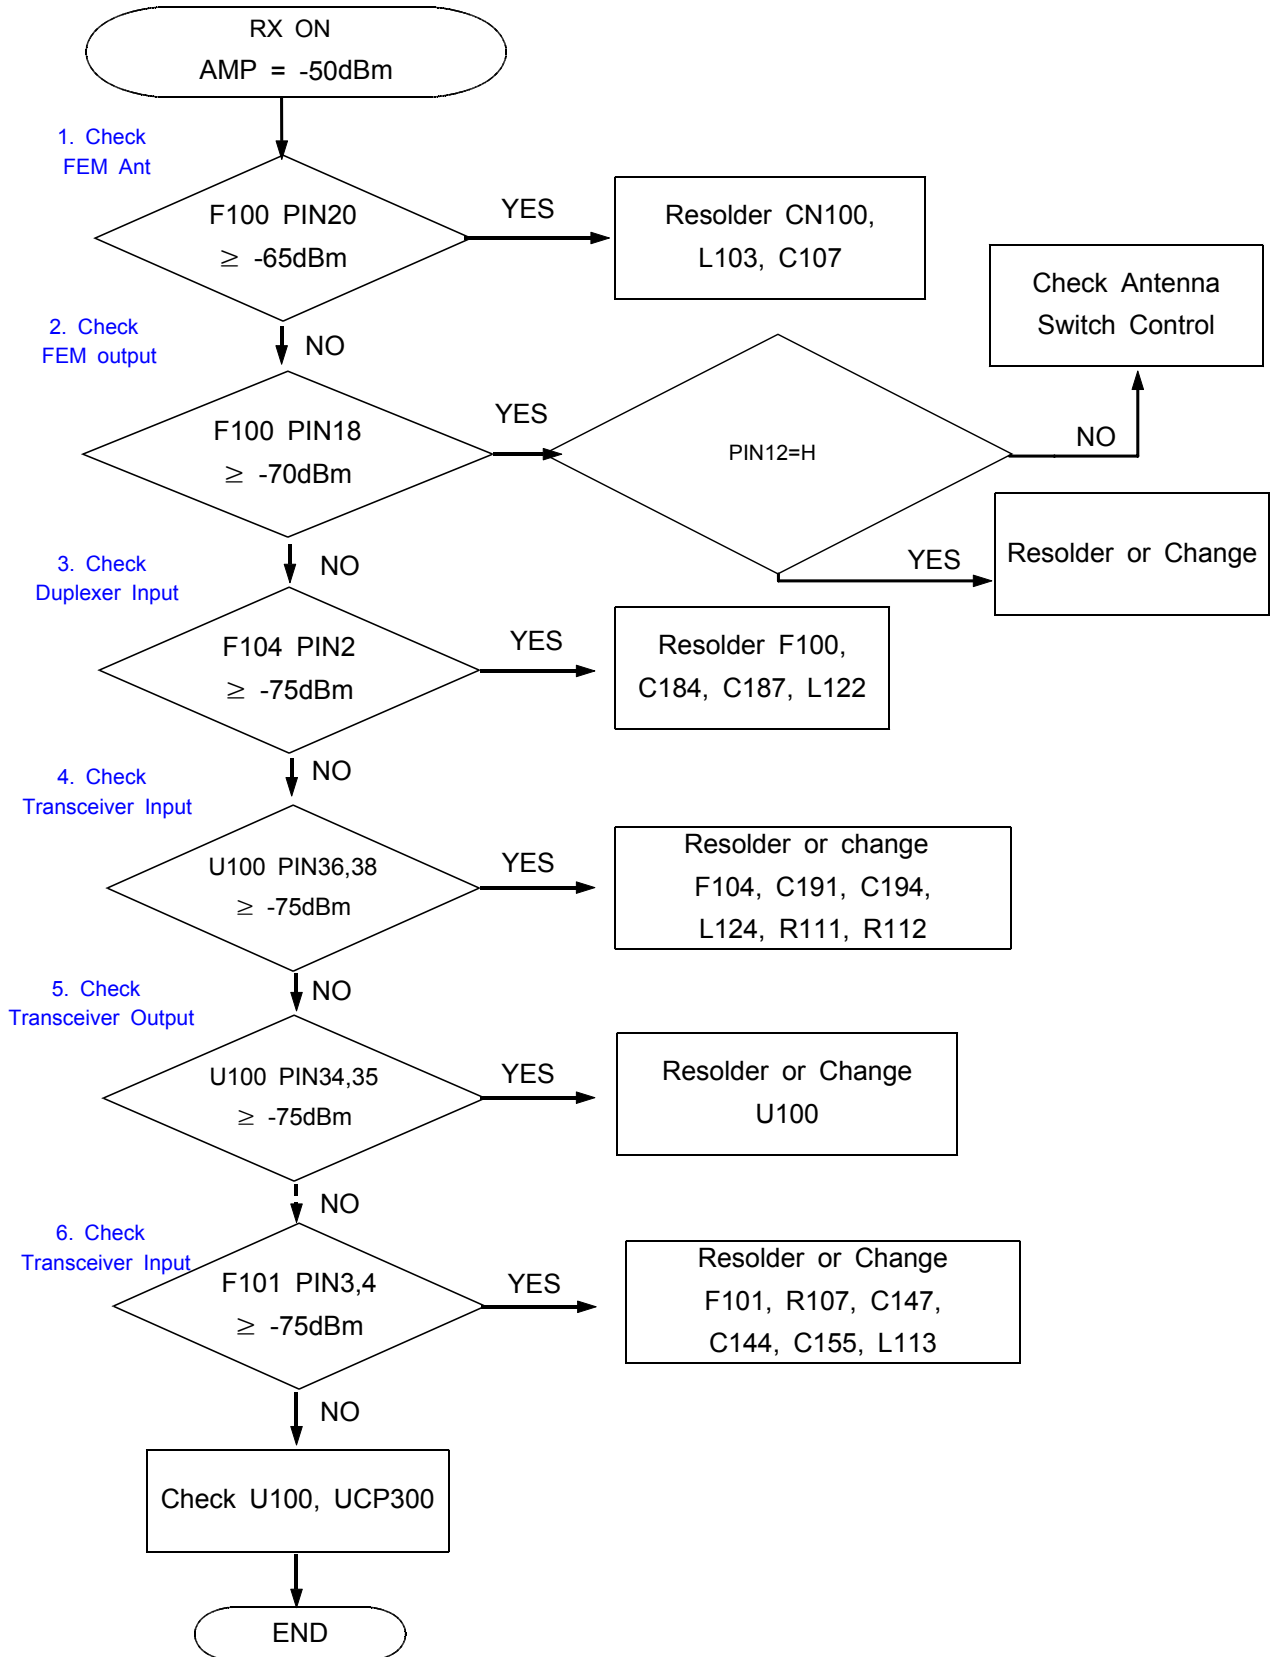 RX ON
AMP = -50dBm
1. Check
FEM Ant
F100 PIN20
≥ -65dBm
YES
Resolder CN100,
L103, C107
Check Antenna
Switch Control
2. Check
FEM output
NO
F100 PIN18
≥ -70dBm
YES
PIN12=H
NO
YES
Resolder or Change
3. Check
Duplexer Input
NO
F104 PIN2
≥ -75dBm
YES
Resolder F100,
C184, C187, L122
4. Check
Transceiver Input
NO
U100 PIN36,38
≥ -75dBm
YES
Resolder or change
F104, C191, C194,
L124, R111, R112
5. Check
Transceiver Output
NO
U100 PIN34,35
≥ -75dBm
YES
Resolder or Change
U100
6. Check
Transceiver Input
NO
F101 PIN3,4
≥ -75dBm
YES
Resolder or Change
F101, R107, C147,
C144, C155, L113
NO
Check U100, UCP300
END